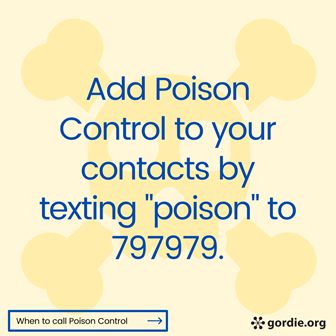 Add Poison
Control to your
contacts by
texting "poison" to
797979.
When to call Poison Control
gordie.org